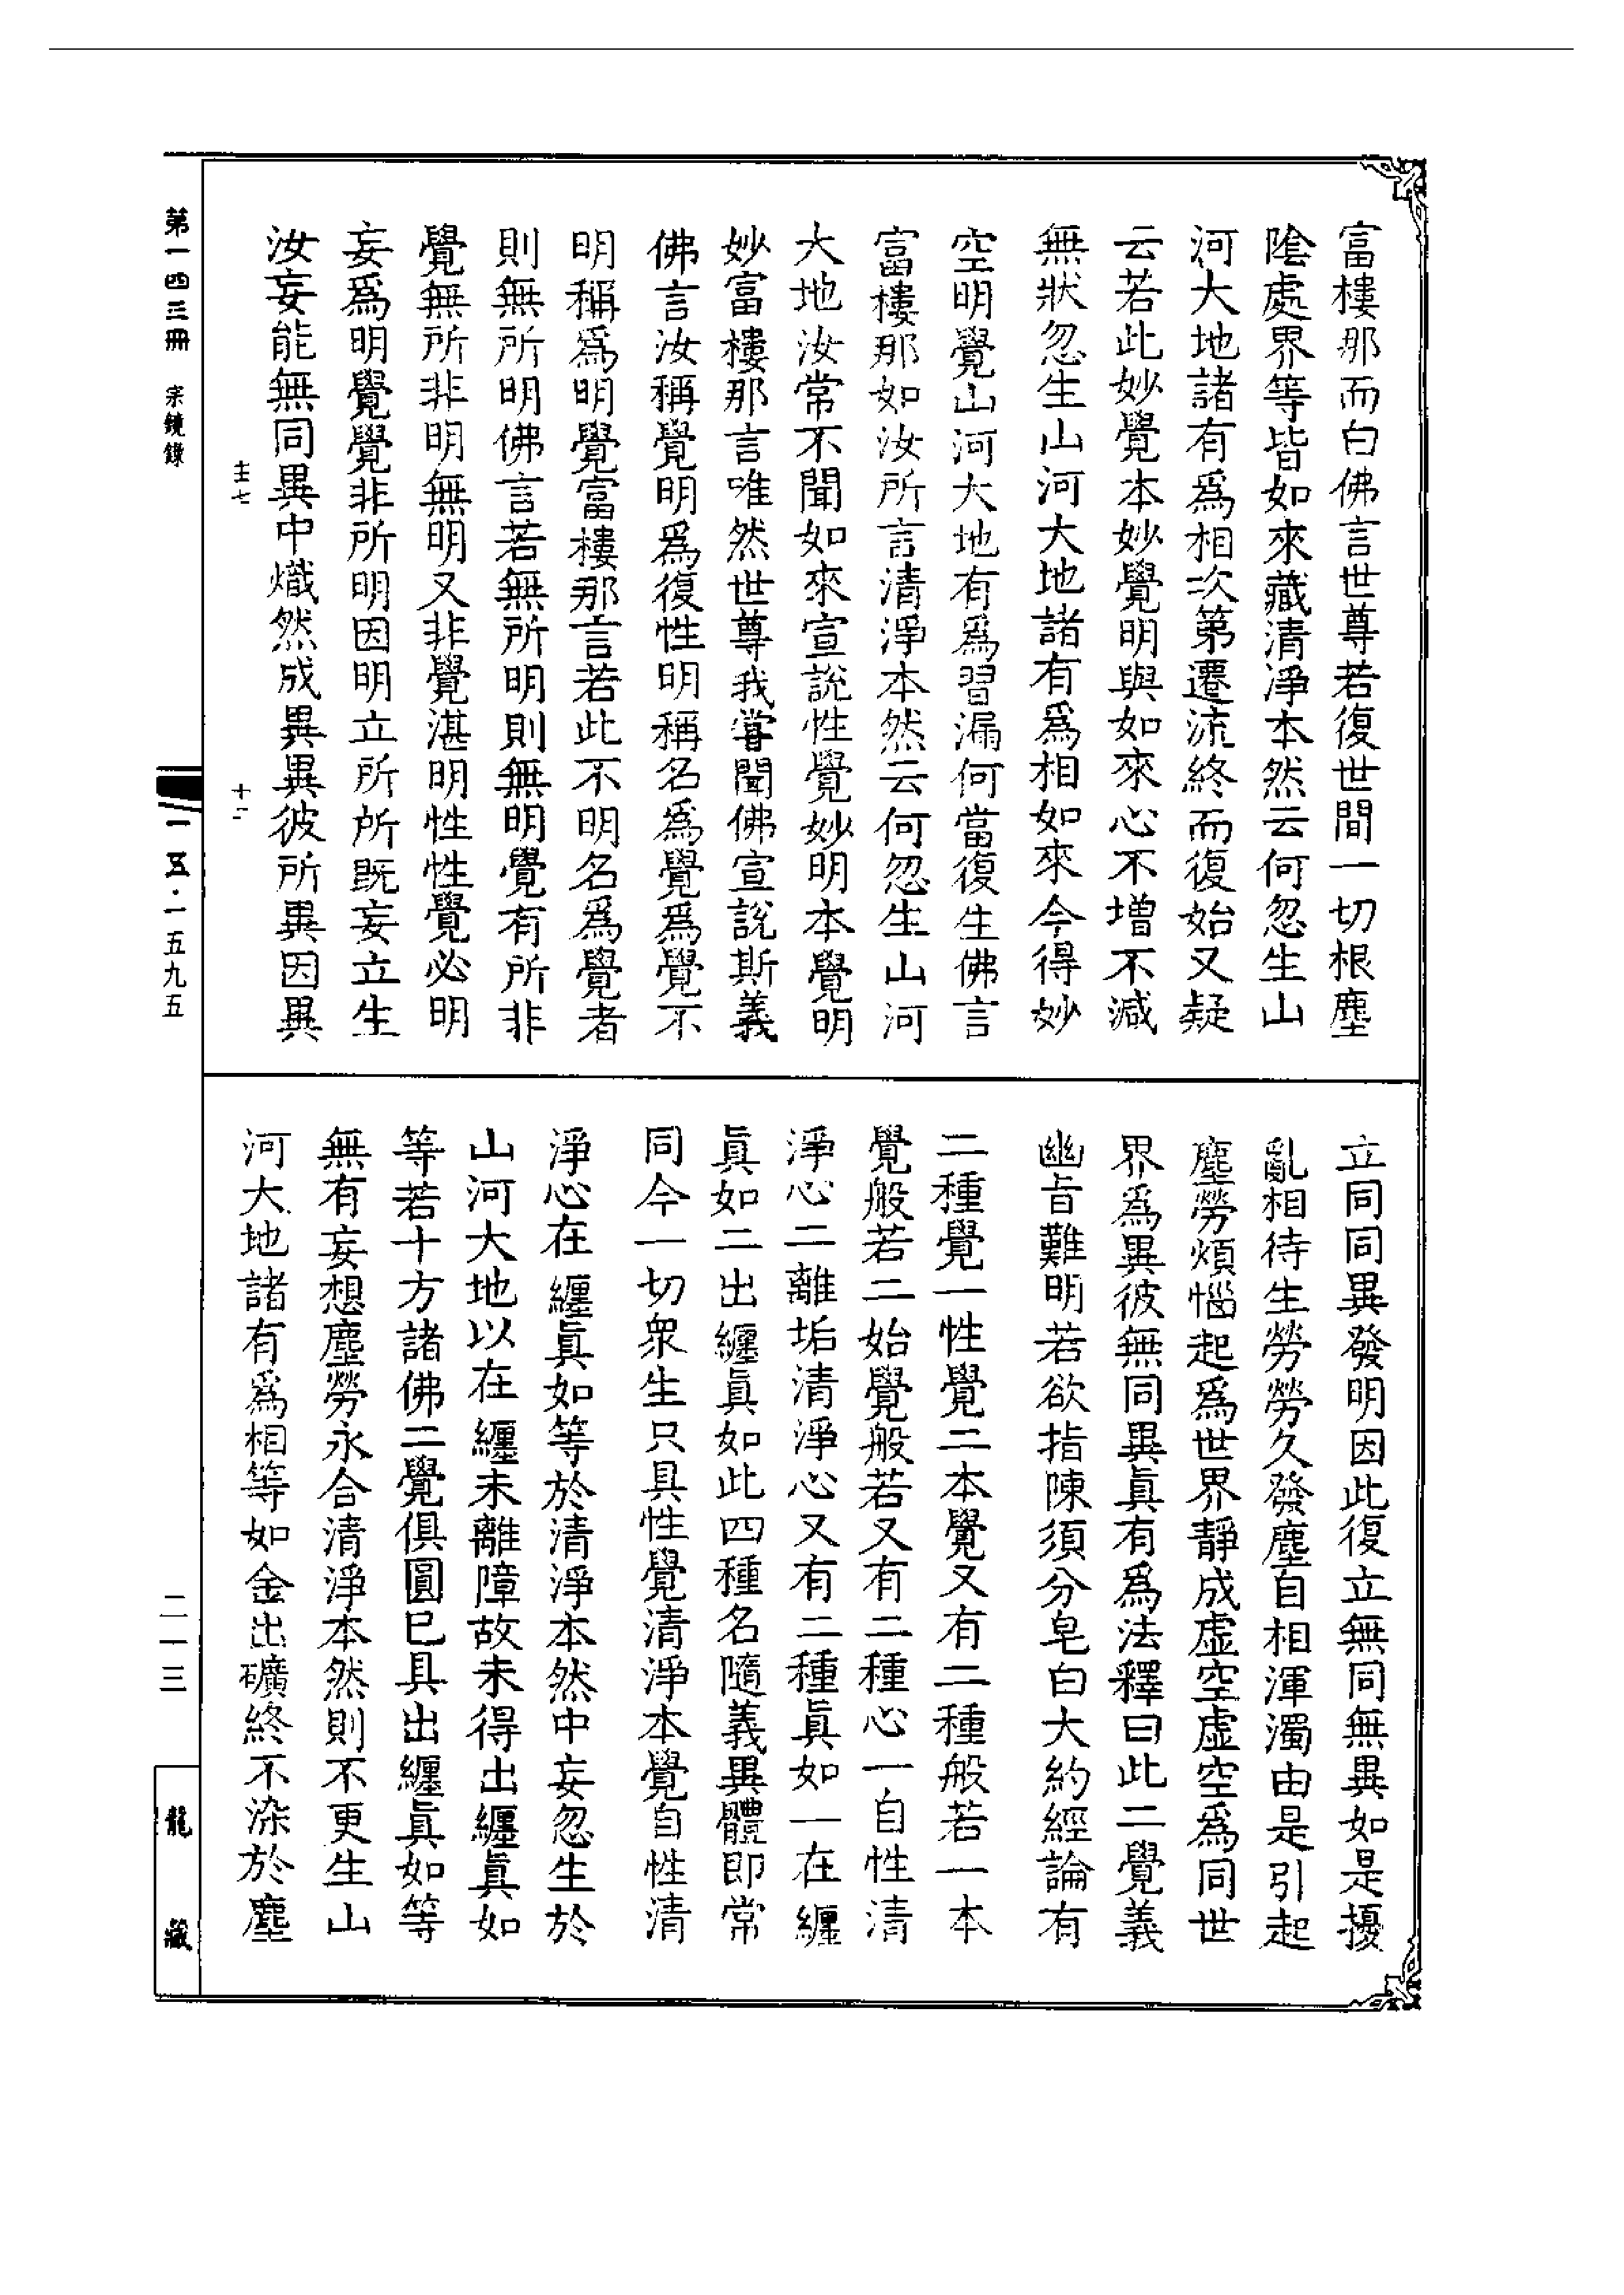 富樓那而白佛言世尊若復世間一切根塵
陰處界等皆如來藏清淨本然云何忽生山
河大地諸有爲相次第遷流終而復始又疑
云若此妙覺本妙覺明與如來心不增不減
無狀忽生山河大地諸有爲相如來今得妙
空明覺山河大地有爲習漏何當復生佛言
富樓那如汝所言清淨本然云何忽生山河
大地汝常不聞如來宣說性覺妙明本覺明
妙富樓那言唯然世尊我嘗聞佛宣說斯義
佛言汝稱覺明爲復性明稱名爲覺爲覺不
明稱爲明覺富樓那言若此不明名爲覺者
則無所明佛言若無所明則無明覺有所非
覺無所非明無明又非覺湛明性性覺必明
妄爲明覺覺非所明因明立所所既妄立生
汝妄能無同異中熾然成異異彼所異因異
立同同異發明因此復立無同無異如是擾
亂相待生勞勞久發塵自相渾濁由是引起
塵勞煩惱起爲世界靜成虛空虛空爲同世
界爲異彼無同異眞有爲法釋曰此二覺義
幽旨難明若欲指陳須分皂白大約經論有
二種覺一性覺二本覺又有二種般若一本
覺般若二始覺般若又有二種心一自性清
淨心二離垢清淨心又有二種眞如一在纏
眞如二出纏眞如此四種名隨義異體即常
同今一切眾生只具性覺清淨本覺自性清
淨心在纏眞如等於清淨本然中妄忽生於
山河大地以在纏未離障故未得出纏眞如
等若十方諸佛二覺俱圓巳具出纏眞如等
無有妄想塵勞永合清淨本然則不更生山
河大地諸有爲相等如金出礦終不染於塵
第一四三冊 宗鏡錄
一一五·一五九五
二一三
龍藏
十二